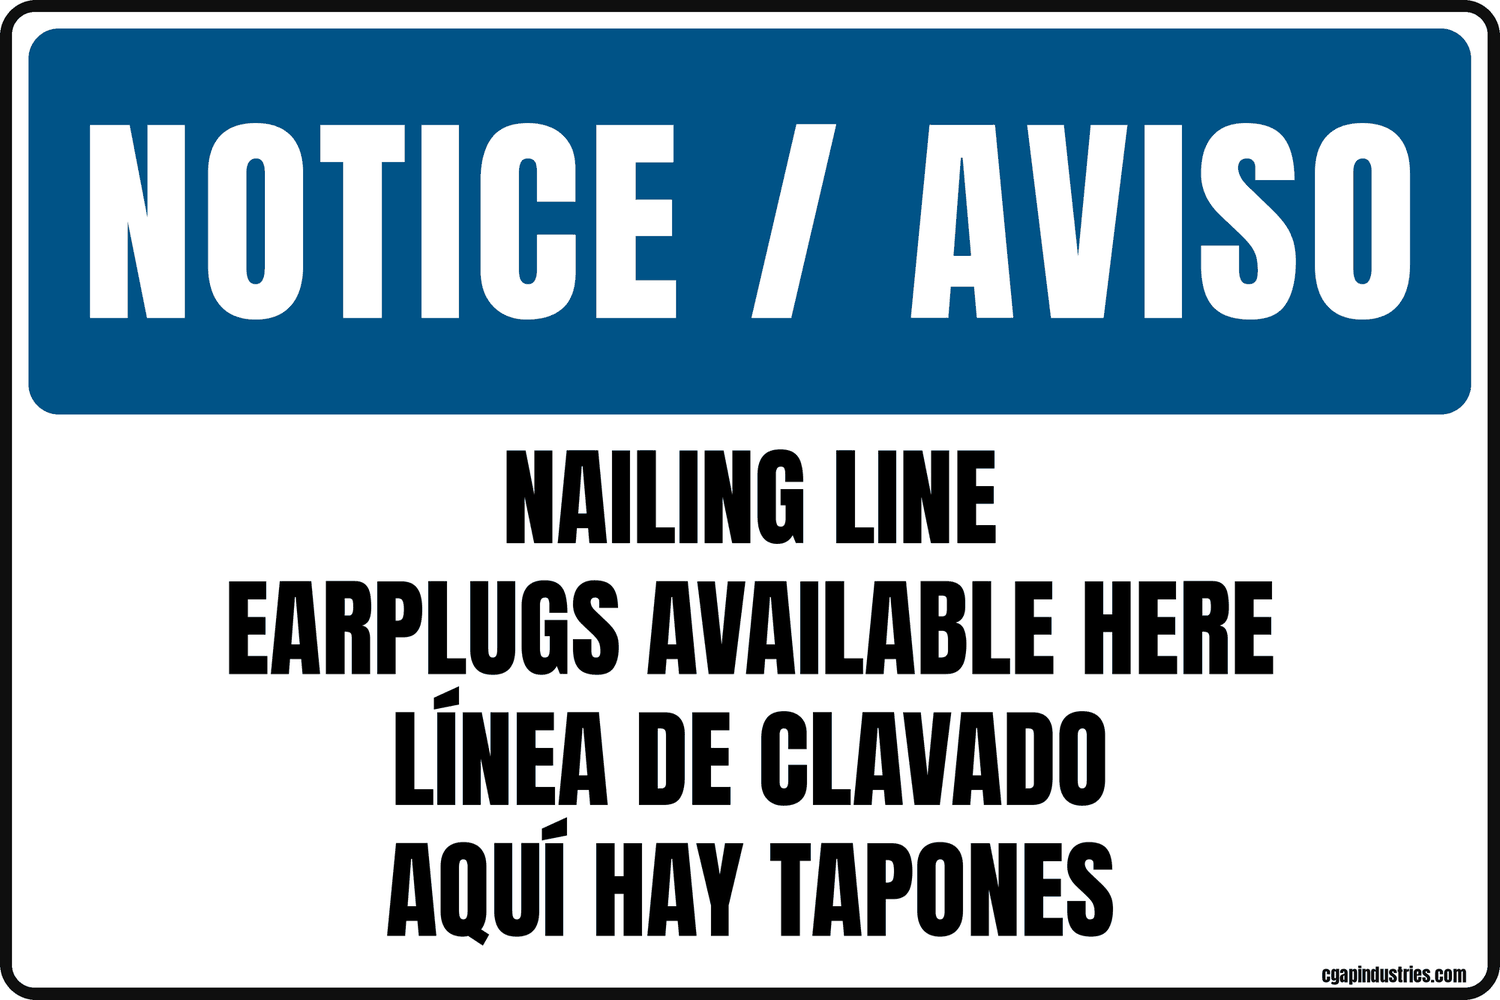 NOTICE / AVISO
NAILING LINE
EARPLUGS AVAILABLE HERE
LÍNEA DE CLAVADO
AQUÍ HAY TAPONES
cgapindustries.com